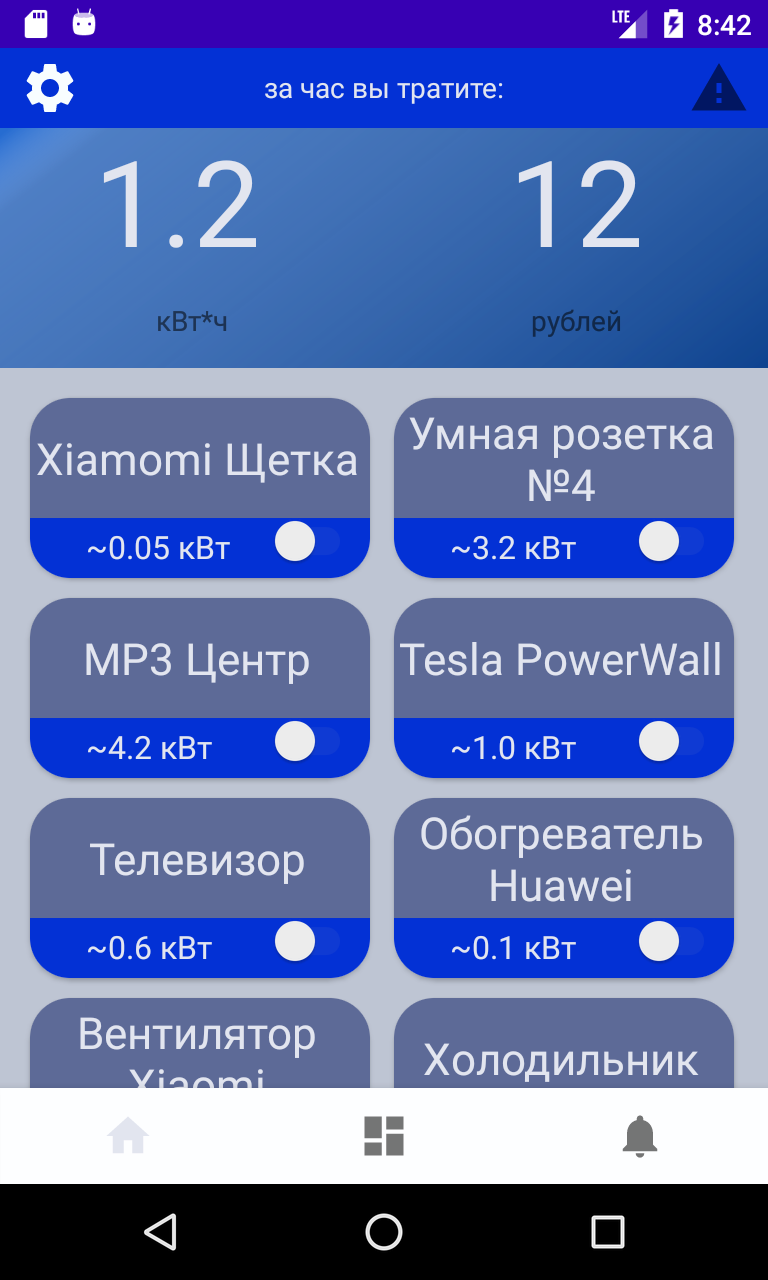 LTE 8:42
за час вы тратите:
1.2 12
кВт*ч рублей
Xiamomi Щетка
Умная розетка
№4
~0.05 кВт ~3.2 кВт
МР3 Центр Tesla PowerWall
~4.2 кВт ~1.0 кВт
Телевизор
Обогреватель
Huawei
~0.6 кВт ~0.1 кВт
Вентилятор
Xiaomi
Холодильник